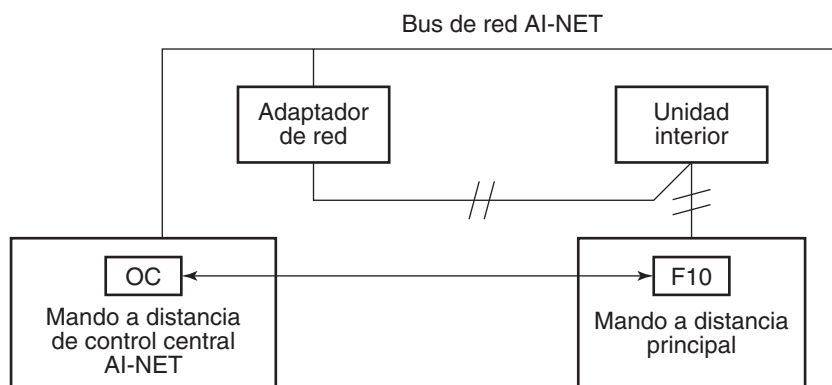 Bus de red AI-NET
Adaptador
de red
Unidad
interior
OC
F10
Mando a distancia
de control central
AI-NET
Mando a distancia
principal